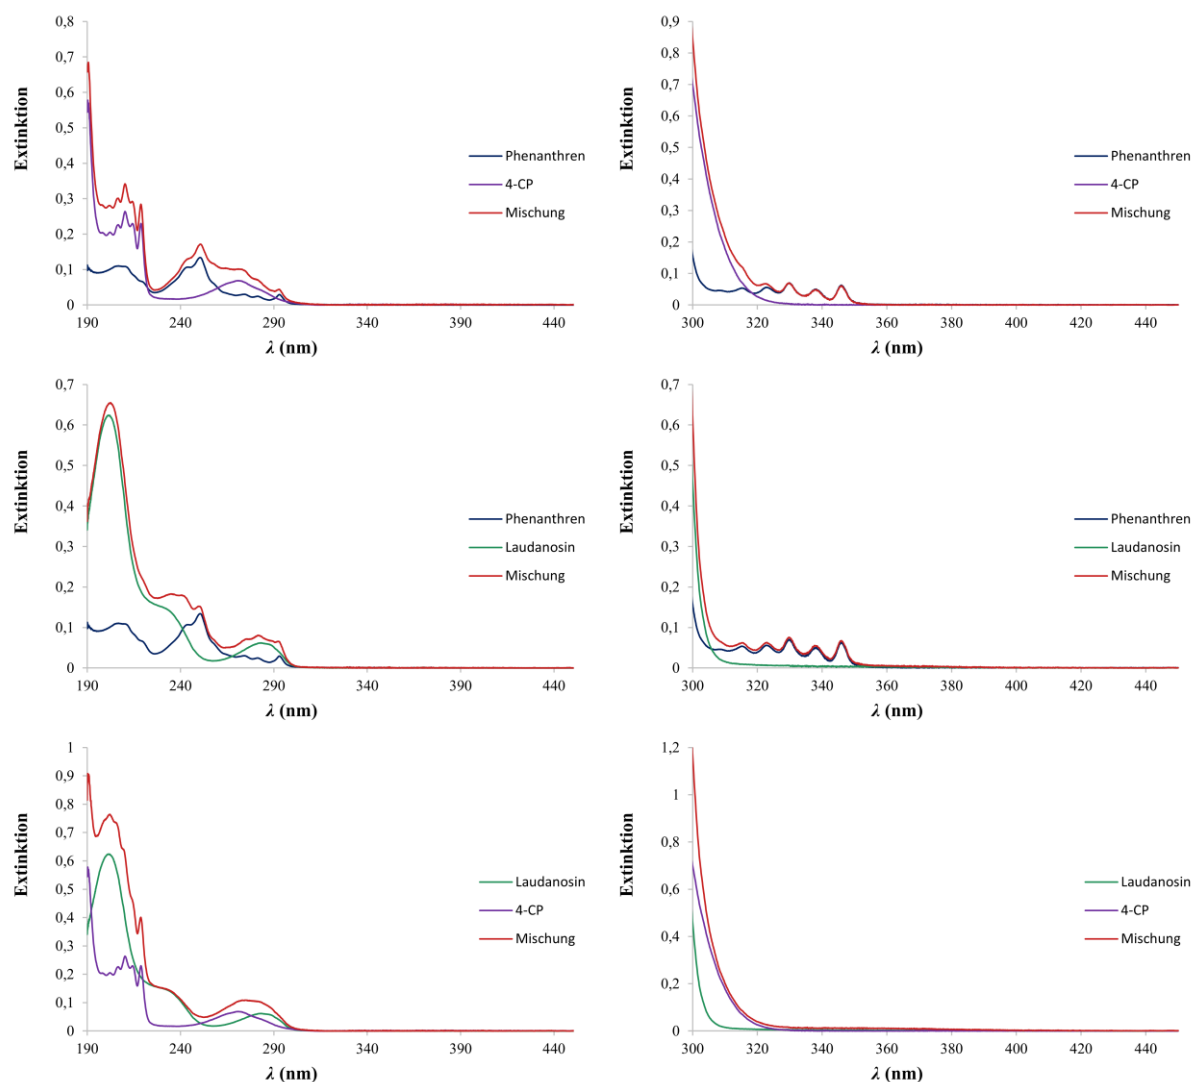 0,8
0,7
0,6
0,5
0,4
0,3
0,2
0,1
0
Extinktion
190 240 290 340 390 440
λ (nm)
Phenanthren
4-CP
Mischung
0,9
0,8
0,7
0,6
0,5
0,4
0,3
0,2
0,1
0
Extinktion
300 320 340 360 380 400 420 440
λ (nm)
Phenanthren
4-CP
Mischung
0,7
0,6
0,5
0,4
0,3
0,2
0,1
0
Extinktion
190 240 290 340 390 440
λ (nm)
Phenanthren
Laudanosin
Mischung
0,7
0,6
0,5
0,4
0,3
0,2
0,1
0
Extinktion
300 320 340 360 380 400 420 440
λ (nm)
Phenanthren
Laudanosin
Mischung
1
0,9
0,8
0,7
0,6
0,5
0,4
0,3
0,2
0,1
0
Extinktion
190 240 290 340 390 440
λ (nm)
Laudanosin
4-CP
Mischung
1,2
1
0,8
0,6
0,4
0,2
0
Extinktion
300 320 340 360 380 400 420 440
λ (nm)
Laudanosin
4-CP
Mischung